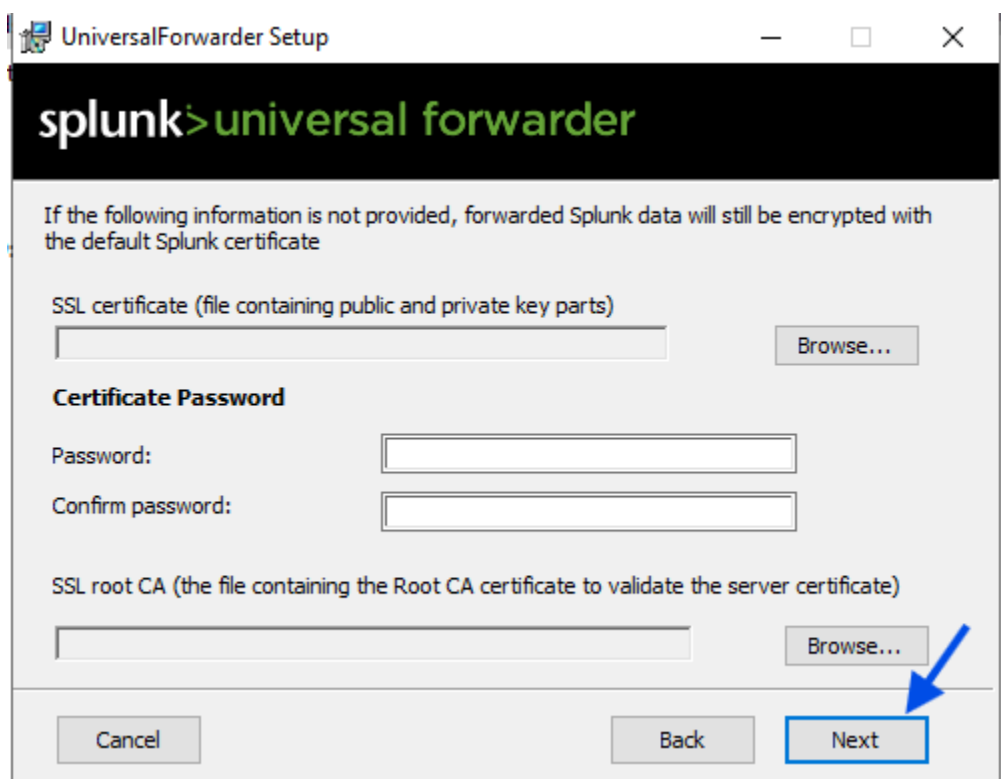 UniversalForwarder Setup
splunk>universal forwarder
If the following information is not provided, forwarded Splunk data will still be encrypted with
the default Splunk certificate
SSL certificate (file containing public and private key parts)
Browse...
Certificate Password
Password:
Confirm password:
SSL root CA (the file containing the Root CA certificate to validate the server certificate)
Browse...
Cancel
Back
Next